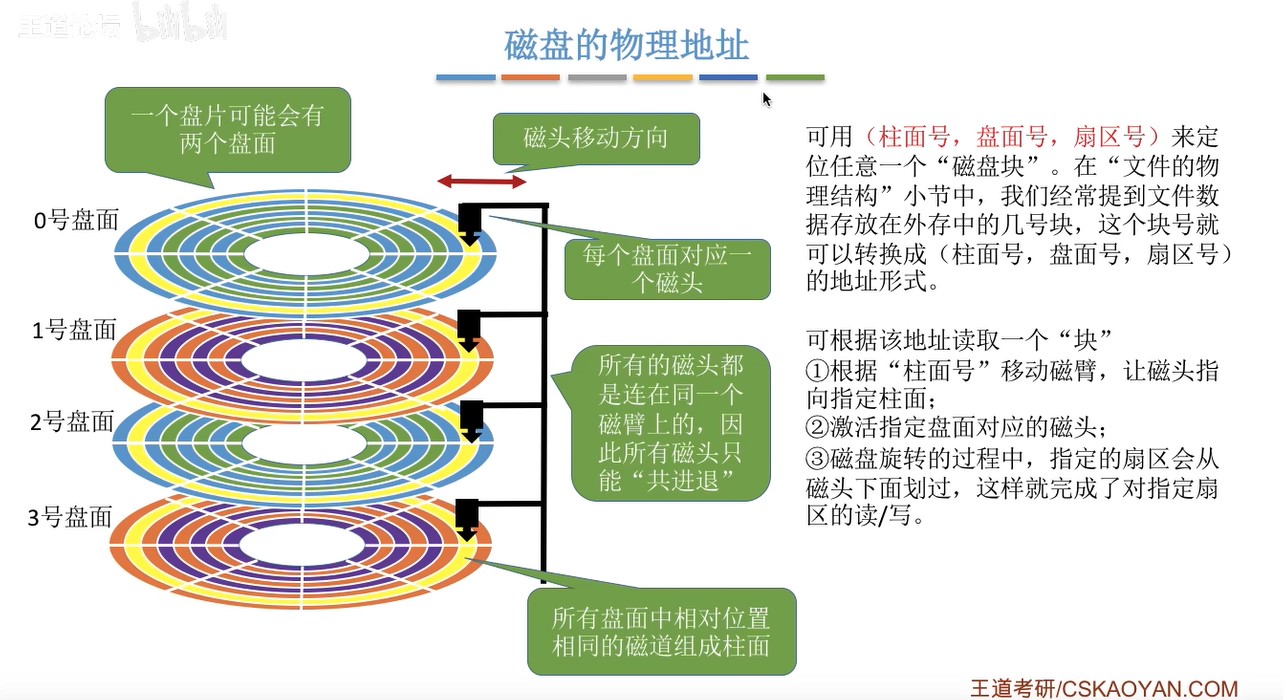 王道论坛 bilibili
磁盘的物理地址
一个盘片可能会有
两个盘面
磁头移动方向
0号盘面
每个盘面对应一
个磁头
1号盘面
所有的磁头都
是连在同一个
磁臂上的，因
此所有磁头只
能“共进退”
2号盘面
3号盘面
所有盘面中相对位置
相同的磁道组成柱面
可用（柱面号，盘面号，扇区号）来定
位任意一个“磁盘块”。在“文件的物
理结构”小节中，我们经常提到文件数
据存放在外存中的几号块，这个块号就
可以转换成（柱面号，盘面号，扇区号）
的地址形式。
可根据该地址读取一个“块”
①根据“柱面号”移动磁臂，让磁头指
向指定柱面；
②激活指定盘面对应的磁头；
③磁盘旋转的过程中，指定的扇区会从
磁头下面划过，这样就完成了对指定扇
区的读/写。
王道考研/CSKAOYAN.COM